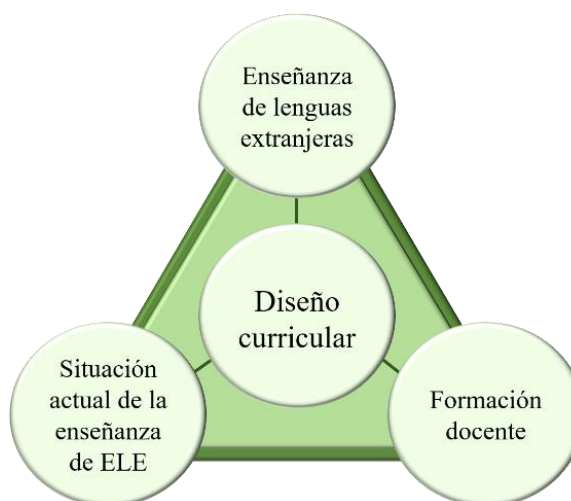 Enseñanza
de lenguas
extranjeras
Diseño
curricular
Situación
actual de la
enseñanza
de ELE
Formación
docente